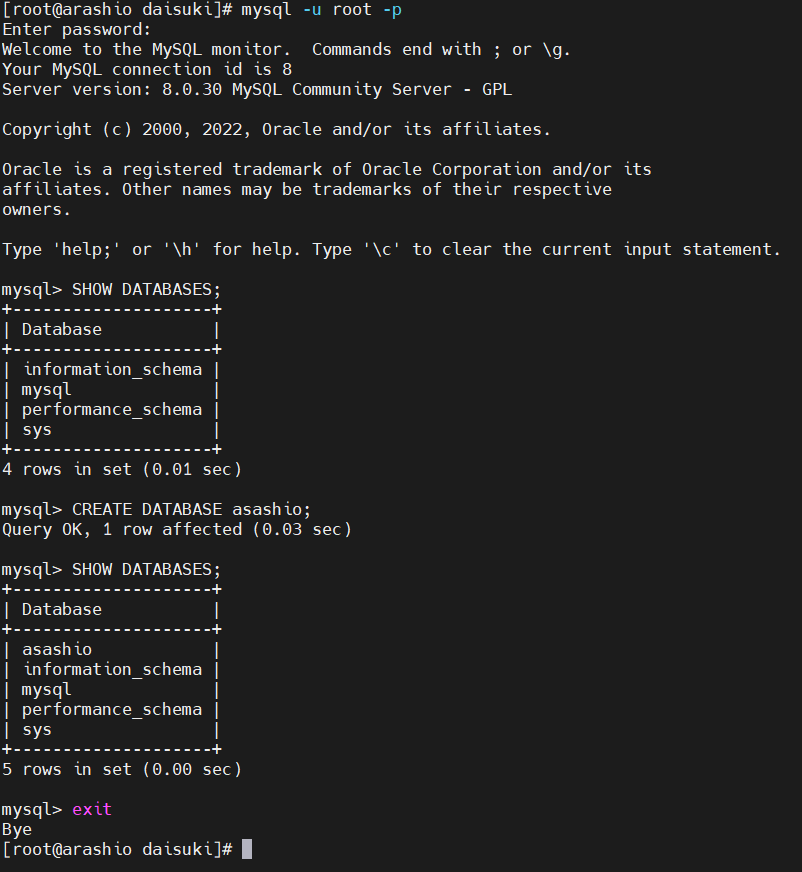 [root@arashio daisuki]# mysql -u root -p
Enter password:
Welcome to the MySQL monitor.  Commands end with ; or \g.
Your MySQL connection id is 8
Server version: 8.0.30 MySQL Community Server - GPL

Copyright (c) 2000, 2022, Oracle and/or its affiliates.

Oracle is a registered trademark of Oracle Corporation and/or its
affiliates. Other names may be trademarks of their respective
owners.

Type 'help;' or '\h' for help. Type '\c' to clear the current input statement.

mysql> SHOW DATABASES;
+--------------------+
| Database           |
+--------------------+
| information_schema |
| mysql              |
| performance_schema |
| sys                |
+--------------------+
4 rows in set (0.01 sec)

mysql> CREATE DATABASE asashio;
Query OK, 1 row affected (0.03 sec)

mysql> SHOW DATABASES;
+--------------------+
| Database           |
+--------------------+
| asashio            |
| information_schema |
| mysql              |
| performance_schema |
| sys                |
+--------------------+
5 rows in set (0.00 sec)

mysql> exit
Bye
[root@arashio daisuki]#